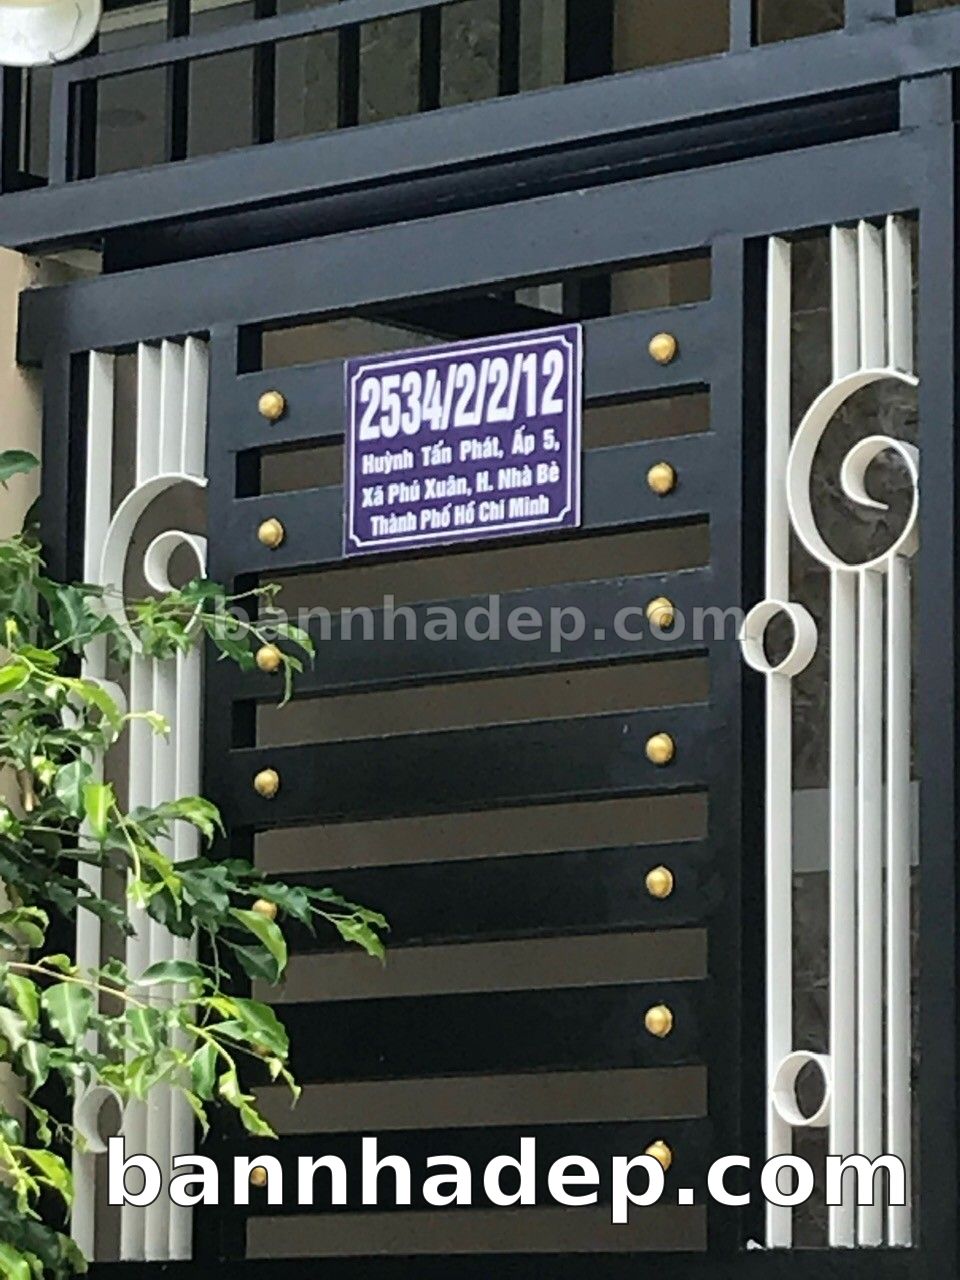 2534/2/2/12
Huỳnh Tấn Phát, Ấp 5,
Xã Phú Xuân, H. Nhà Bè
Thành Phố Hồ Chí Minh
bannhadep.com
bannhadep.com